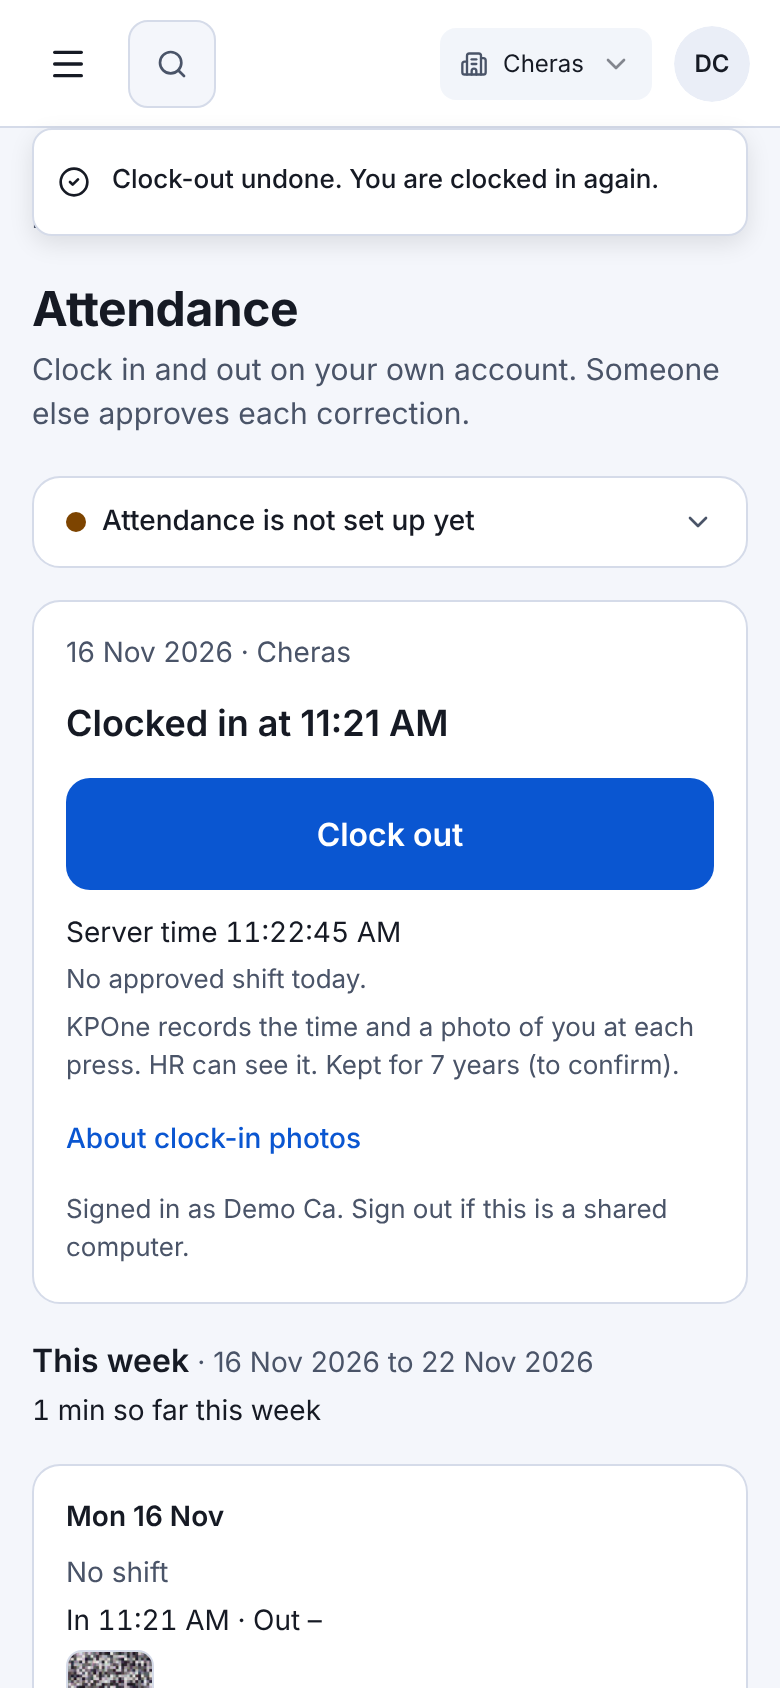 Cheras
DC
Clock-out undone. You are clocked in again.
Attendance
Clock in and out on your own account. Someone
else approves each correction.
Attendance is not set up yet
16 Nov 2026 · Cheras
Clocked in at 11:21 AM
Clock out
Server time 11:22:45 AM
No approved shift today.
KPOne records the time and a photo of you at each
press. HR can see it. Kept for 7 years (to confirm).
About clock-in photos
Signed in as Demo Ca. Sign out if this is a shared
computer.
This week · 16 Nov 2026 to 22 Nov 2026
1 min so far this week
Mon 16 Nov
No shift
In 11:21 AM · Out –